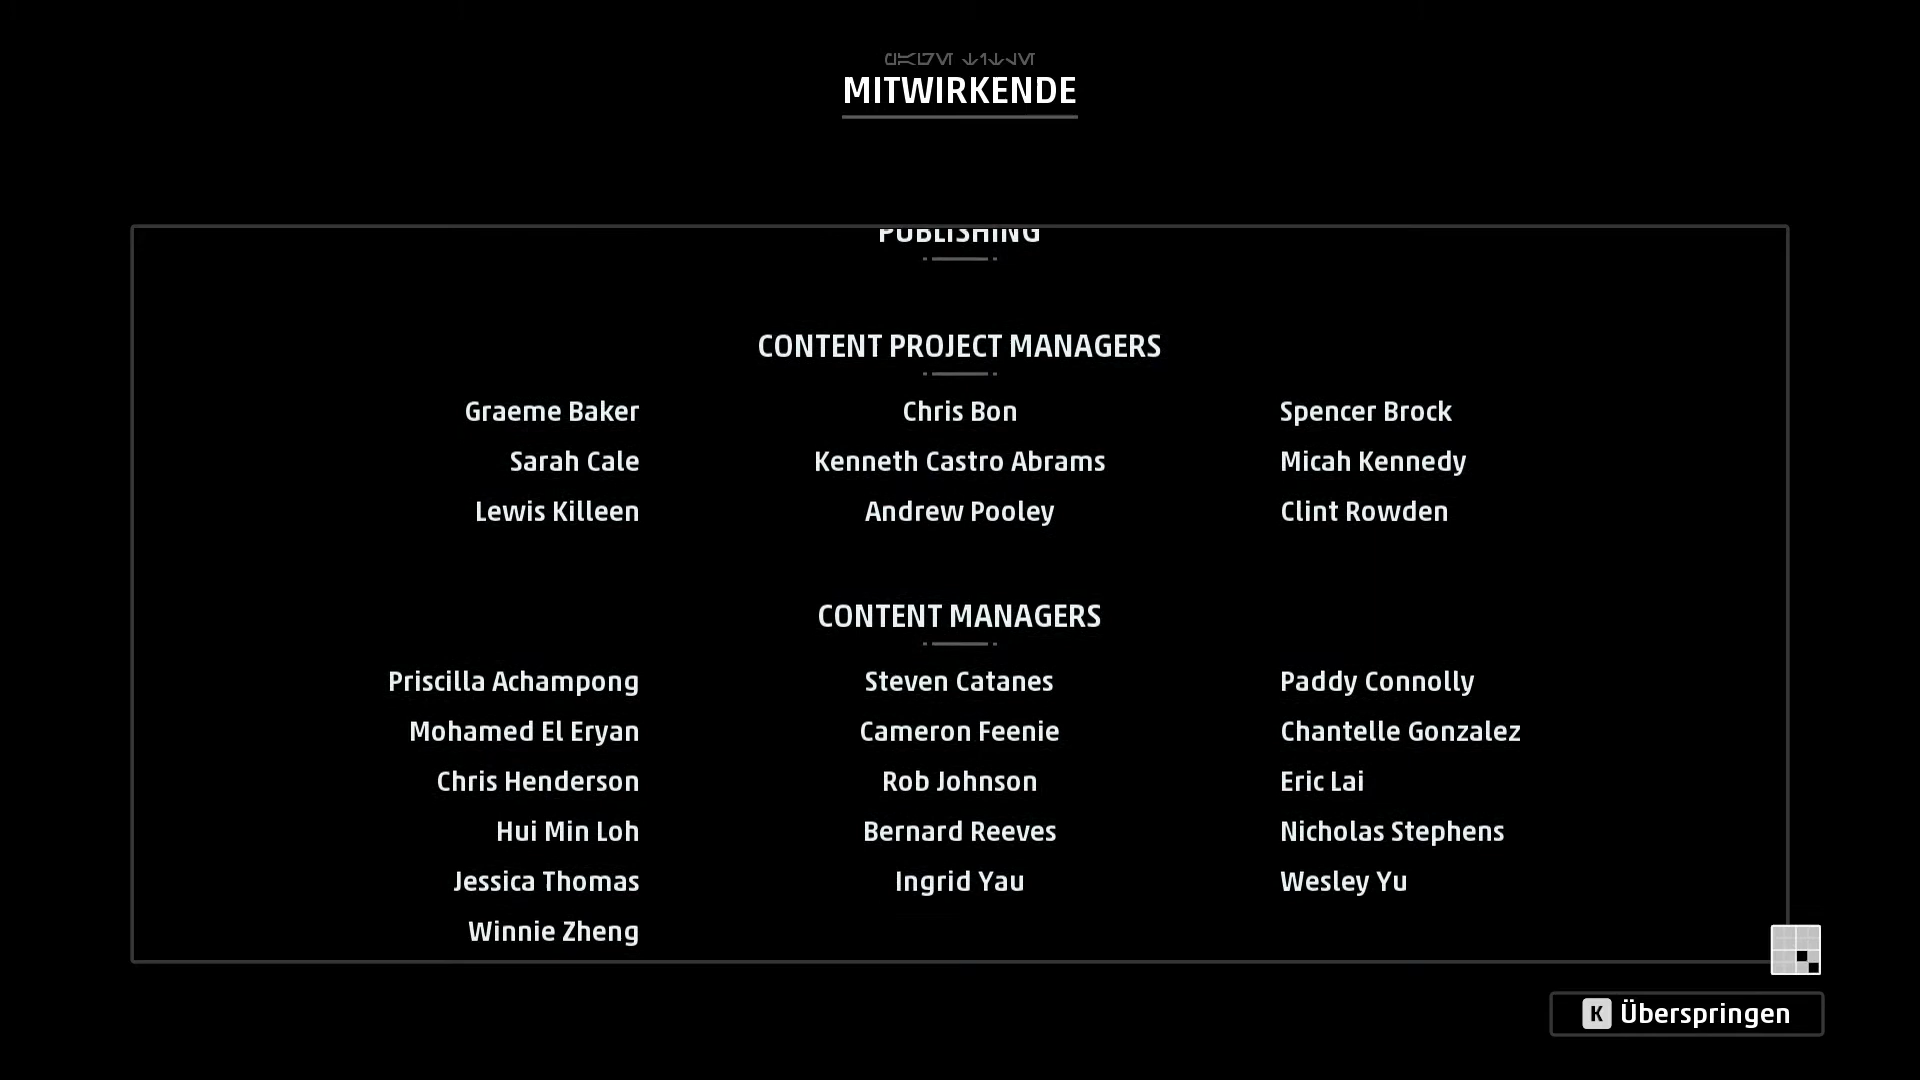 MITWIRKENDE
PUBLISHING
CONTENT PROJECT MANAGERS
Graeme Baker Chris Bon Spencer Brock
Sarah Cale Kenneth Castro Abrams Micah Kennedy
Lewis Killeen Andrew Pooley Clint Rowden
CONTENT MANAGERS
Priscilla Achampong Steven Catanes Paddy Connolly
Mohamed El Eryan Cameron Feenie Chantelle Gonzalez
Chris Henderson Rob Johnson Eric Lai
Hui Min Loh Bernard Reeves Nicholas Stephens
Jessica Thomas Ingrid Yau Wesley Yu
Winnie Zheng
K Überspringen